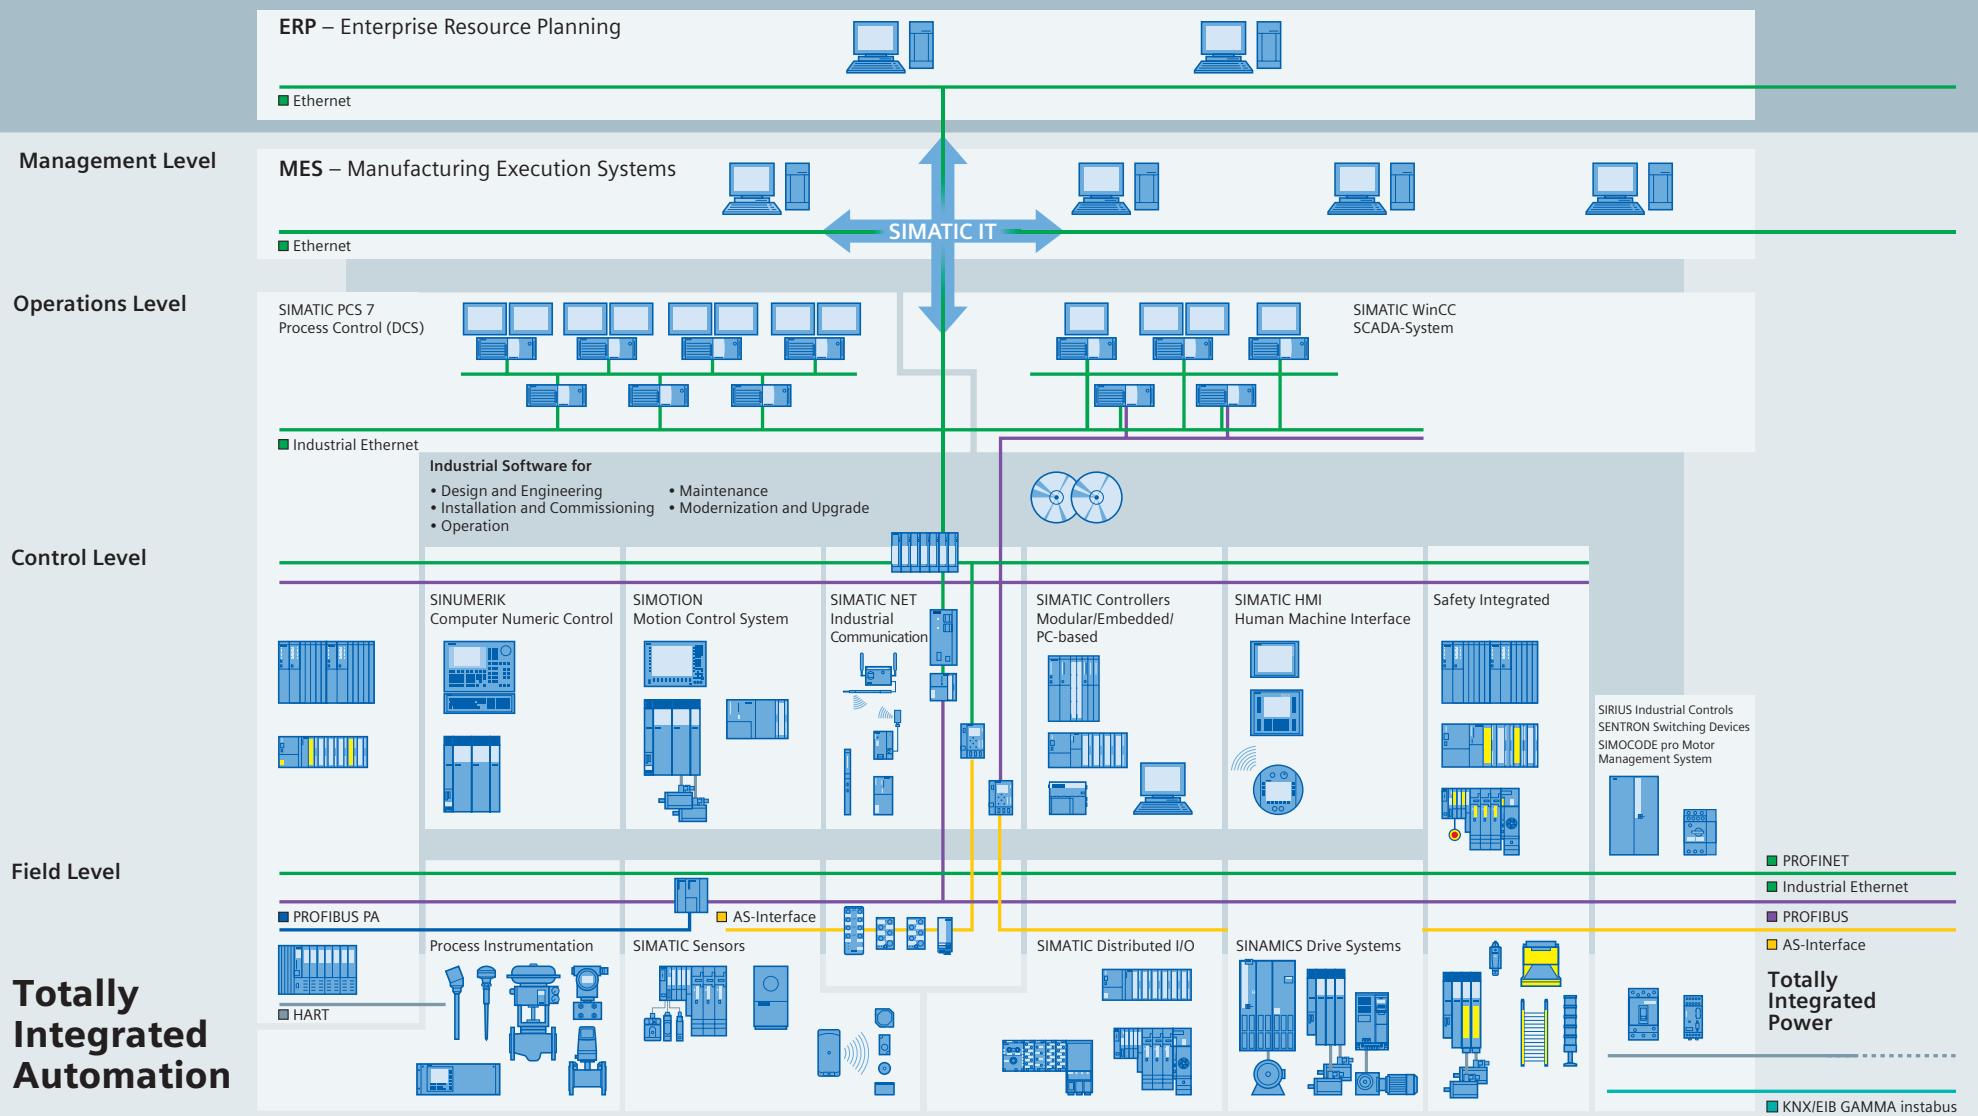 ERP – Enterprise Resource Planning
Ethernet
Management Level
MES – Manufacturing Execution Systems
SIMATIC IT
Ethernet
Operations Level
SIMATIC PCS 7
Process Control (DCS)
SIMATIC WinCC
SCADA-System
Industrial Ethernet
Industrial Software for
• Design and Engineering
• Installation and Commissioning
• Operation
• Maintenance
• Modernization and Upgrade
Control Level
SINUMERIK
Computer Numeric Control
SIMOTION
Motion Control System
SIMATIC NET
Industrial
Communication
SIMATIC Controllers
Modular/Embedded/
PC-based
SIMATIC HMI
Human Machine Interface
Safety Integrated
SIRIUS Industrial Controls
SENTRON Switching Devices
SIMOCODE pro Motor
Management System
Field Level
PROFINET
Industrial Ethernet
PROFIBUS PA
AS-Interface
PROFIBUS
AS-Interface
Process Instrumentation
SIMATIC Sensors
SIMATIC Distributed I/O
SINAMICS Drive Systems
HART
Totally
Integrated
Automation
Totally
Integrated
Power
KNX/EIB GAMMA instabus